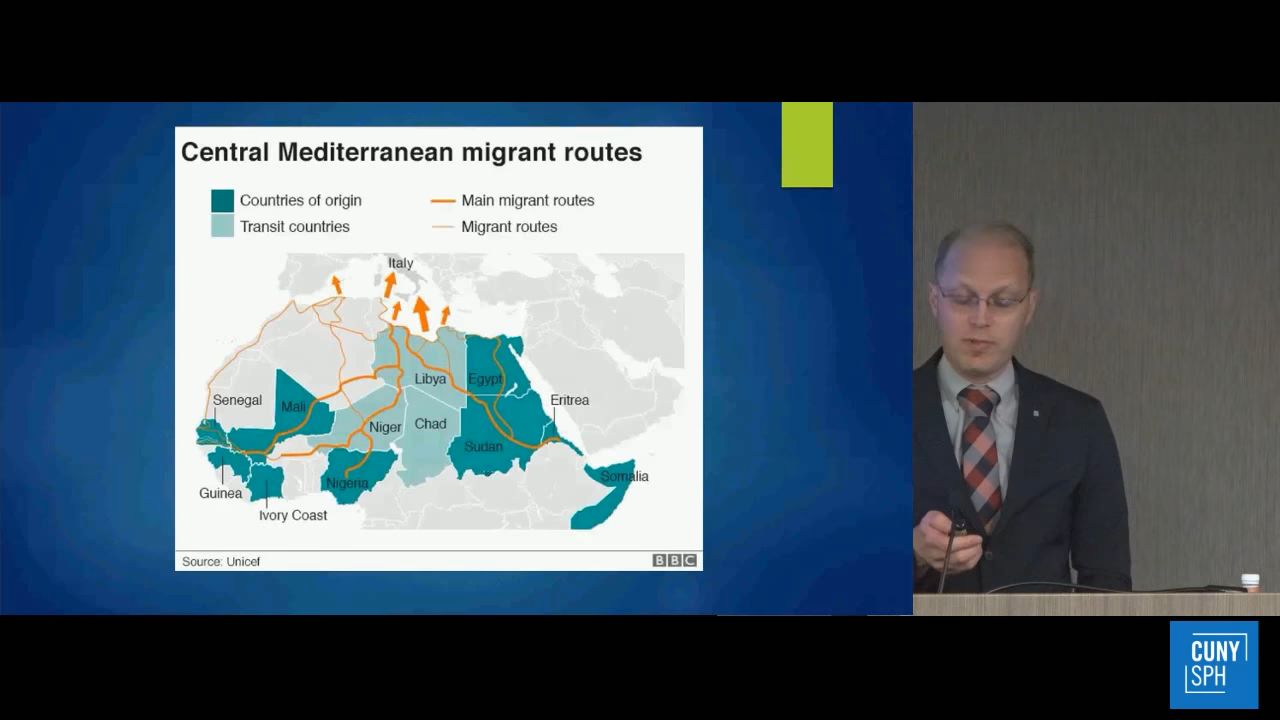 Central Mediterranean migrant routes
Countries of origin
Main migrant routes
Transit countries
Migrant routes
Italy
Libya
Egypt
Senegal
Mali
Eritrea
Niger
Chad
Sudan
Somalia
Nigeria
Guinea
Ivory Coast
Source: Unicef
BBC
CUNY
SPH